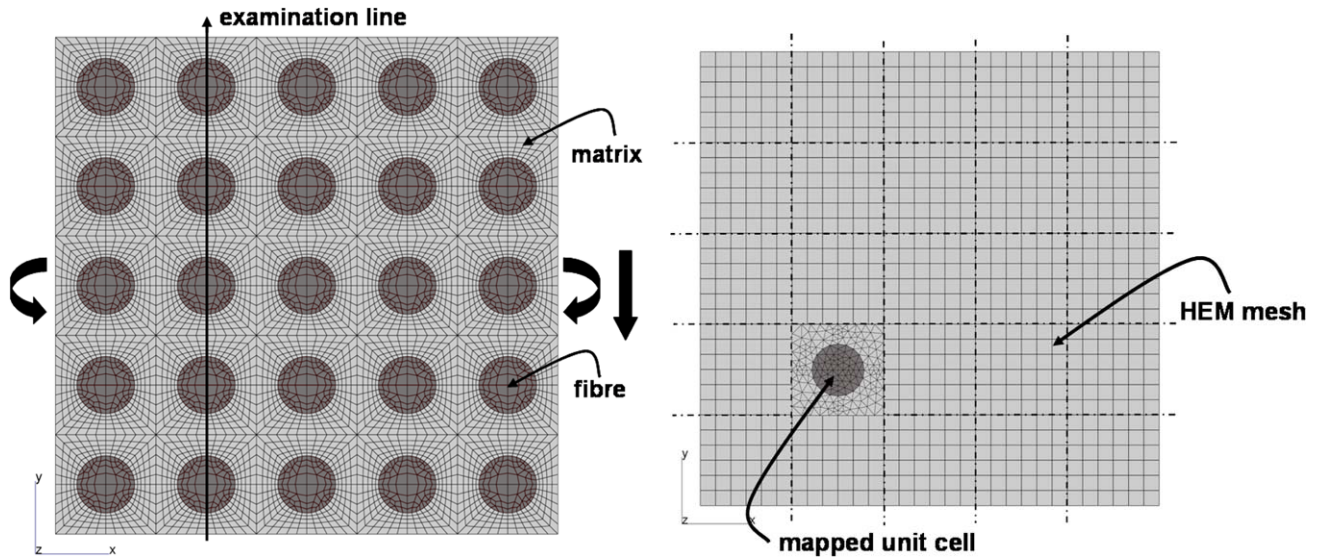 examination line
matrix
fibre
y
z
x
HEM mesh
y
z
x
mapped unit cell